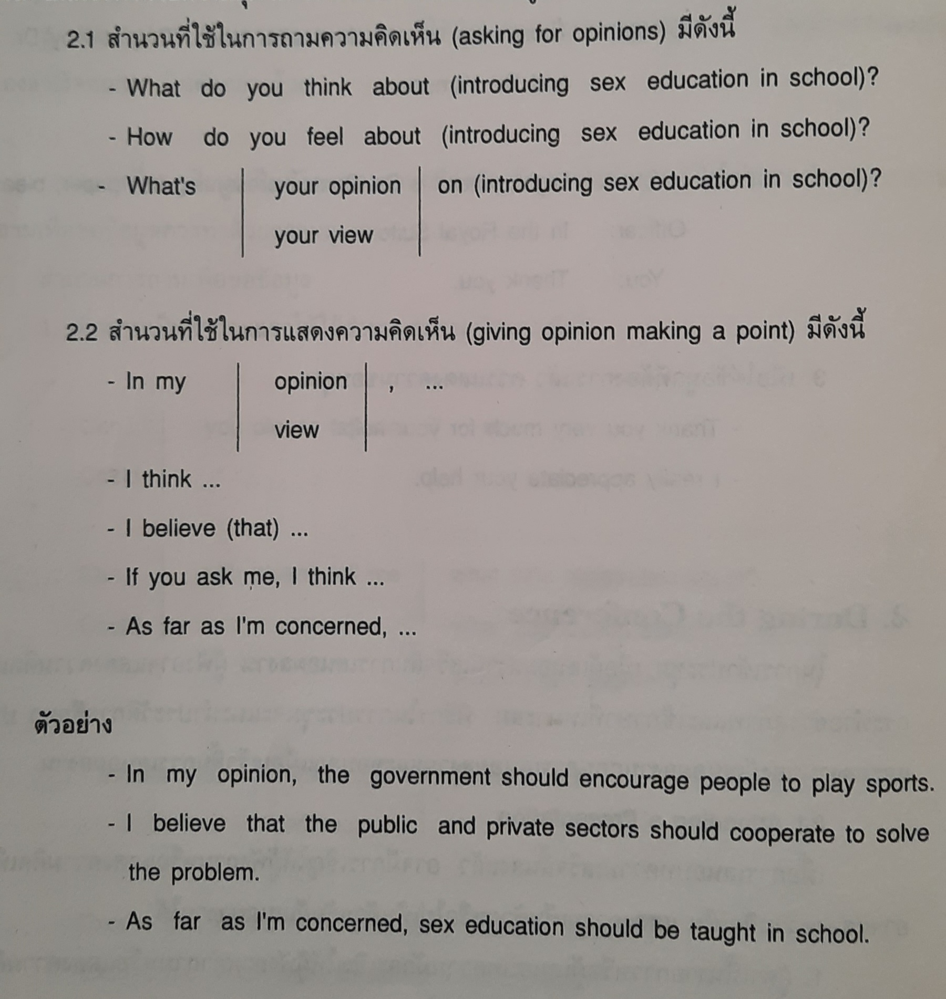 2.1 สำนวนที่ใช้ในการถามความคิดเห็น (asking for opinions) มีดังนี้
- What do you think about (introducing sex education in school)?
- How do you feel about (introducing sex education in school)?
- What's | your opinion | on (introducing sex education in school)?
your view
2.2 สำนวนที่ใช้ในการแสดงความคิดเห็น (giving opinion making a point) มีดังนี้
- In my | opinion | , ...
view
- I think ...
- I believe (that) ...
- If you ask me, I think ...
- As far as I'm concerned, ...
ตัวอย่าง
- In my opinion, the government should encourage people to play sports.
- I believe that the public and private sectors should cooperate to solve
the problem.
- As far as I'm concerned, sex education should be taught in school.